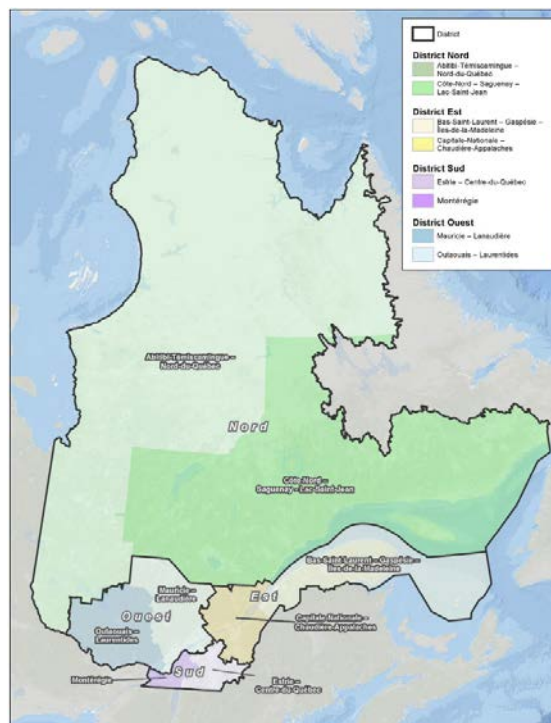 District
District Nord
Abitibi-Témiscamingue –
Nord-du-Québec
Côte-Nord – Saguenay –
Lac-Saint-Jean
District Est
Bas-Saint-Laurent – Gaspésie –
Îles-de-la-Madeleine
Capitale-Nationale –
Chaudière-Appalaches
District Sud
Estrie – Centre-du-Québec
Montérégie
District Ouest
Mauricie – Lanaudière
Outaouais – Laurentides
Abitibi-Témiscamingue –
Nord-du-Québec
Nord
Côte-Nord –
Saguenay – Lac-Saint-Jean
Bas-Saint-Laurent – Gaspésie –
Îles-de-la-Madeleine
Mauricie –
Lanaudière
Est
Ouest
Capitale-Nationale –
Chaudière-Appalaches
Outaouais –
Laurentides
Sud
Montérégie
Estrie –
Centre-du-Québec